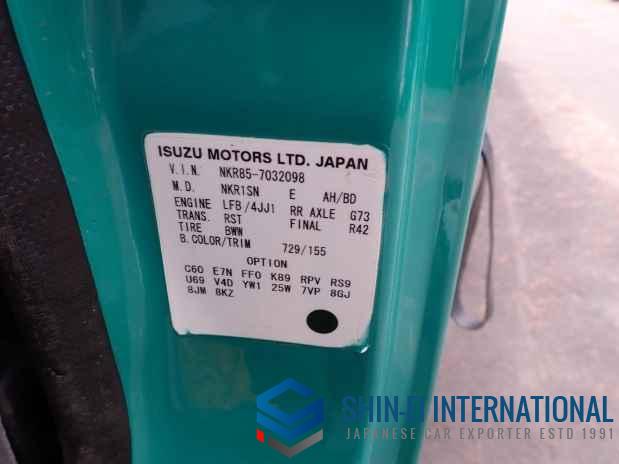 ISUZU MOTORS LTD. JAPAN
V.I.N. NKR85-7032098
M.D. NKR1SN E AH/BD
ENGINE LFB/4JJ1 RR AXLE G73
TRANS. RST FINAL R42
TIRE BWW
B.COLOR/TRIM 729/155
OPTION
C60 E7N FF0 K89 RPV RS9
U69 V4D YW1 25W 7VP 8GJ
8JM 8KZ
SHIN-EI INTERNATIONAL
JAPANESE CAR EXPORTER ESTD 1991